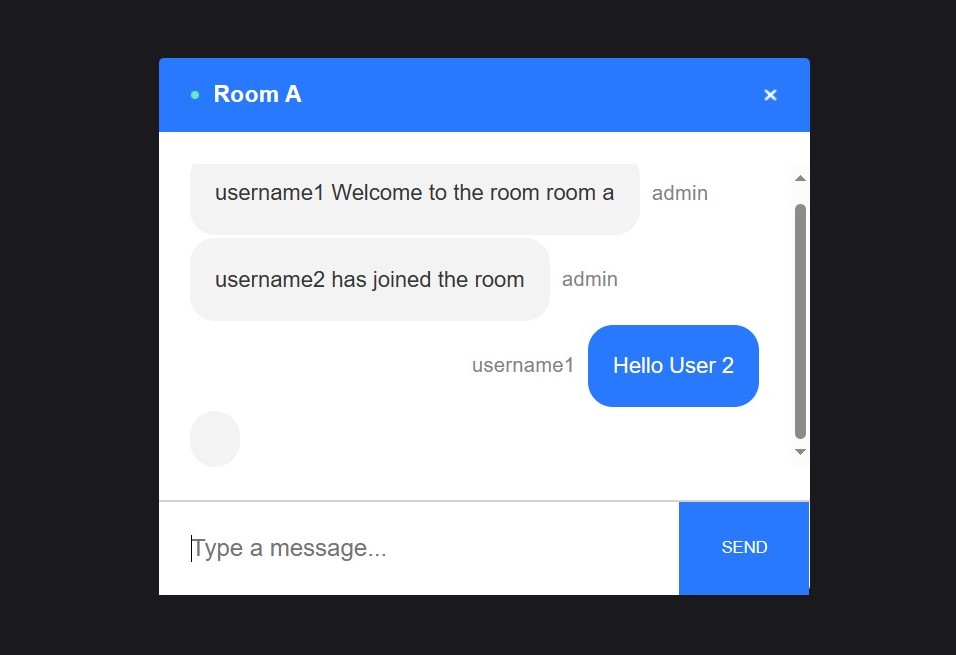 Room A ×
username1 Welcome to the room room a admin
username2 has joined the room admin
username1 Hello User 2
Type a message...
SEND